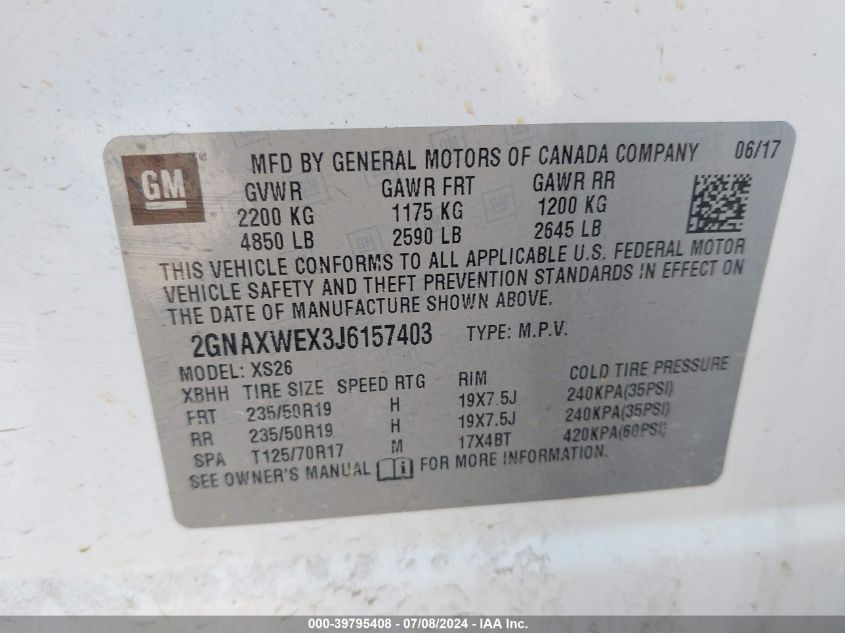 GM
MFD BY GENERAL MOTORS OF CANADA COMPANY 06/17
GVWR GAWR FRT GAWR RR
2200 KG 1175 KG 1200 KG
4850 LB 2590 LB 2645 LB
THIS VEHICLE CONFORMS TO ALL APPLICABLE U.S. FEDERAL MOTOR
VEHICLE SAFETY AND THEFT PREVENTION STANDARDS IN EFFECT ON
THE DATE OF MANUFACTURE SHOWN ABOVE.
2GNAXWEX3J6157403 TYPE: M.P.V.
MODEL: XS26
XBHH TIRE SIZE SPEED RTG RIM COLD TIRE PRESSURE
FRT 235/50R19 H 19X7.5J 240KPA(35PSI)
RR 235/50R19 H 19X7.5J 240KPA(35PSI)
SPA T125/70R17 M 17X4BT 420KPA(60PSI)
SEE OWNER'S MANUAL FOR MORE INFORMATION.
000-39795408 - 07/08/2024 - IAA Inc.